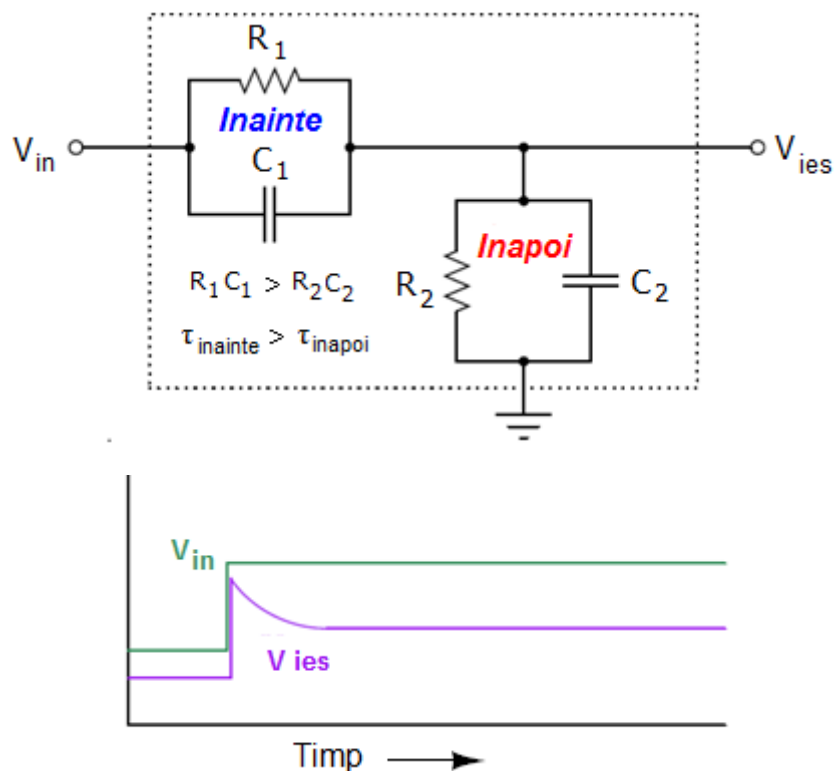 R1
Inainte
Vin
C1
Vies
Inapoi
R2
C2
R1C1 > R2C2
τinainte > τinapoi
Vin
V ies
Timp